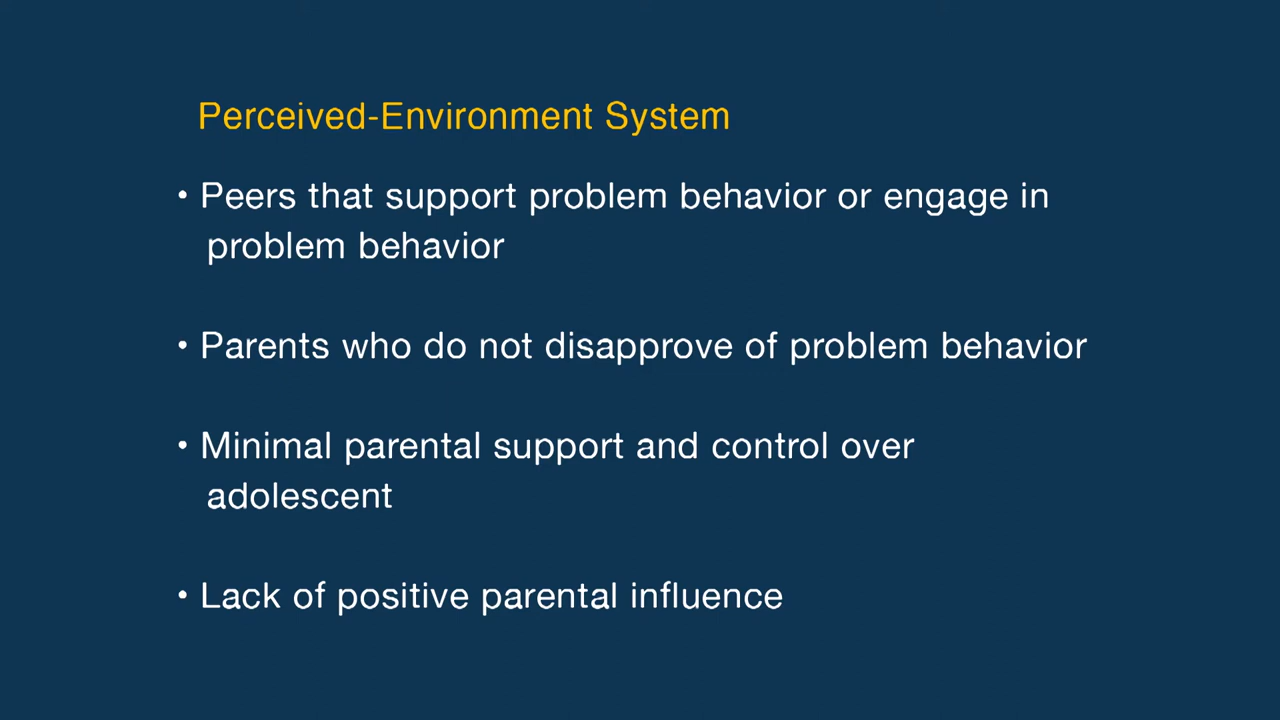 Perceived-Environment System
• Peers that support problem behavior or engage in
problem behavior
• Parents who do not disapprove of problem behavior
• Minimal parental support and control over
adolescent
• Lack of positive parental influence